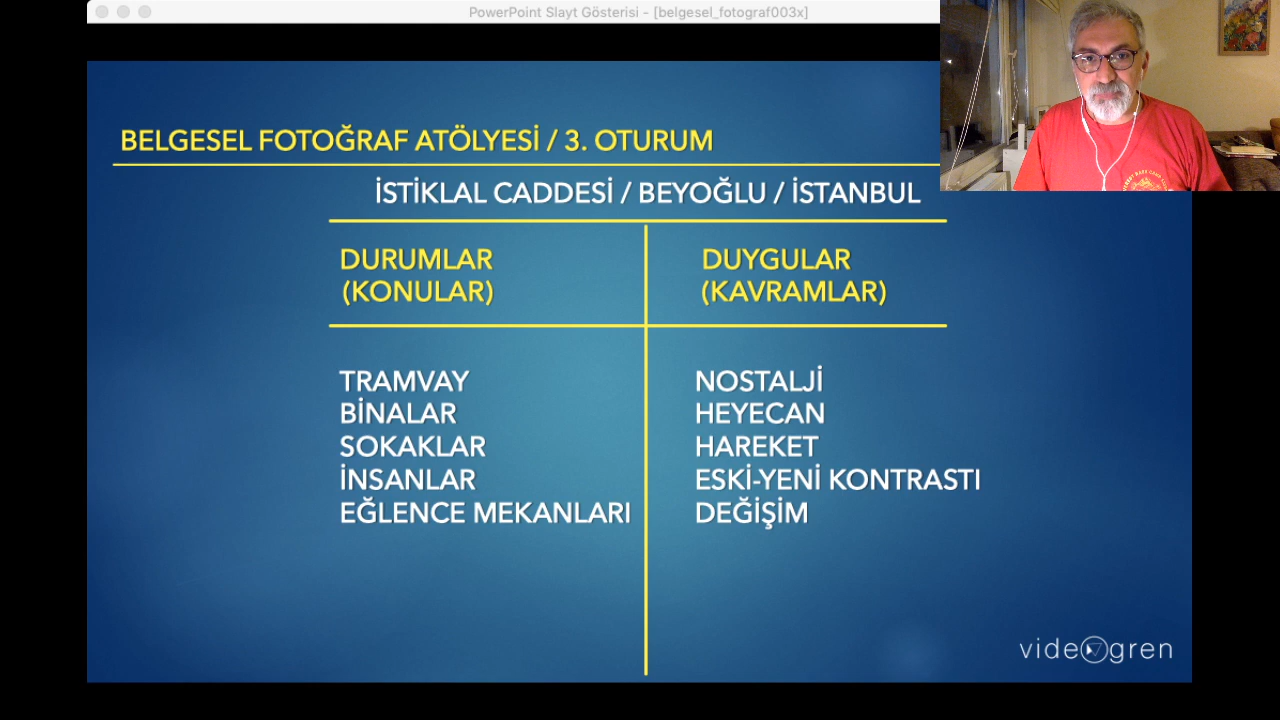 PowerPoint Slayt Gösterisi - [belgesel_fotograf003x]
BELGESEL FOTOĞRAF ATÖLYESİ / 3. OTURUM
İSTİKLAL CADDESİ / BEYOĞLU / İSTANBUL
DURUMLAR
(KONULAR)
DUYGULAR
(KAVRAMLAR)
TRAMVAY
BİNALAR
SOKAKLAR
İNSANLAR
EĞLENCE MEKANLARI
NOSTALJİ
HEYECAN
HAREKET
ESKİ-YENİ KONTRASTI
DEĞİŞİM
videogren